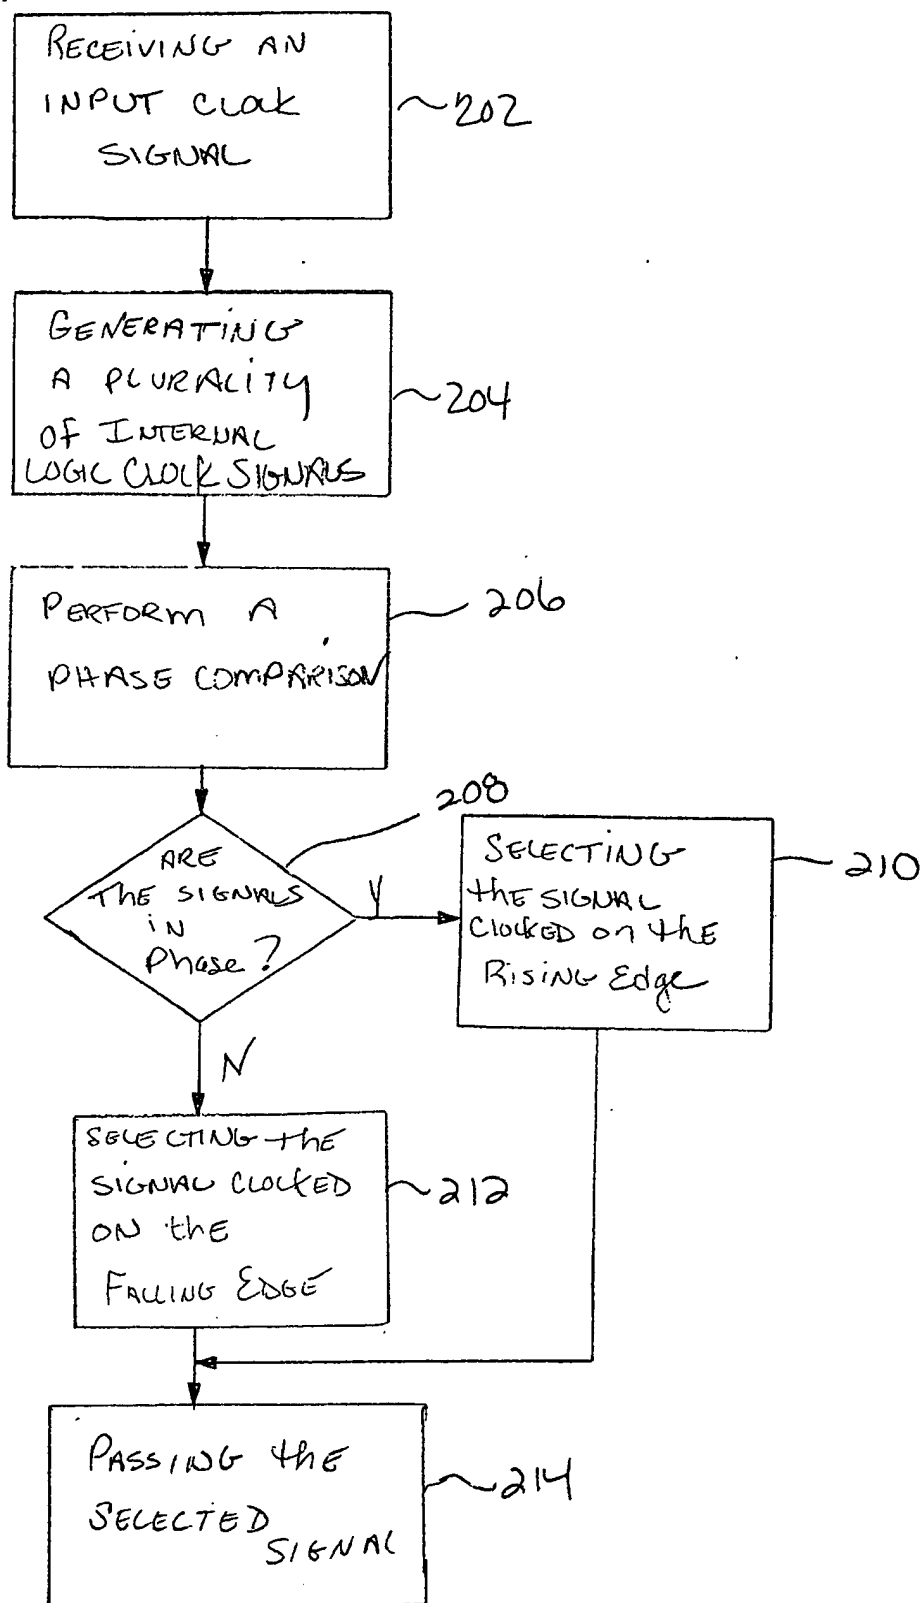 RECEIVING AN
INPUT CLOCK
SIGNAL
202
GENERATING
A PLURALITY
OF INTERNAL
LOGIC CLOCK SIGNALS
204
PERFORM A
PHASE COMPARISON
206
208
ARE
THE SIGNALS
IN
Phase?
Y
SELECTING
the SIGNAL
CLOCKED on the
RISING Edge
210
N
SELECTING the
SIGNAL CLOCKED
ON the
FALLING EDGE
212
PASSING the
SELECTED
SIGNAL
214